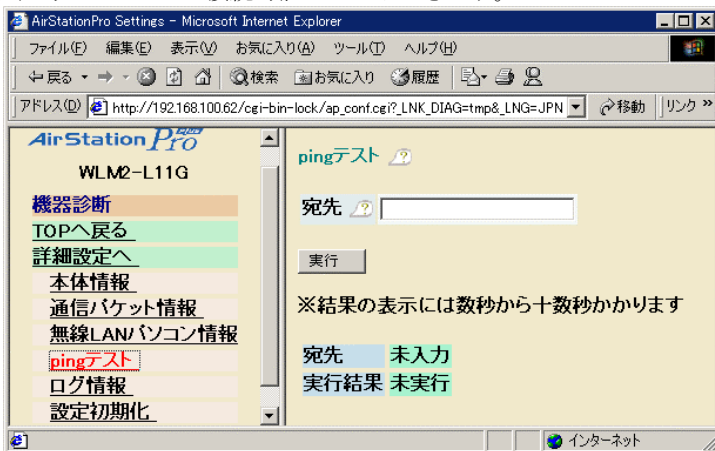 AirStationPro Settings - Microsoft Internet Explorer
ファイル(F) 編集(E) 表示(V) お気に入り(A) ツール(T) ヘルプ(H)
戻る 検索 お気に入り 履歴
アドレス(D) http://192.168.100.62/cgi-bin-lock/ap_conf.cgi?_LNK_DIAG=tmp&_LNG=JPN 移動 リンク »
AirStation Pro
WLM2-L11G
機器診断
TOPへ戻る
詳細設定へ
本体情報
通信パケット情報
無線LANパソコン情報
pingテスト
ログ情報
設定初期化
pingテスト ?
宛先 ?
実行
※結果の表示には数秒から十数秒かかります
宛先 未入力
実行結果 未実行
インターネット